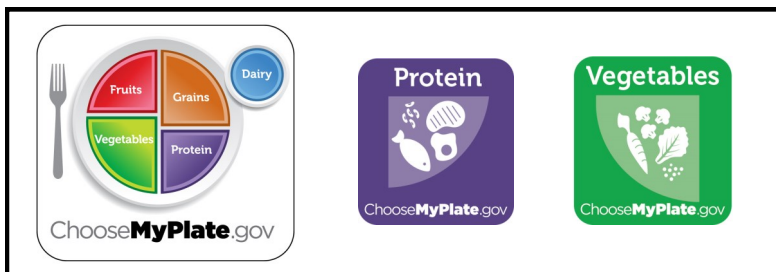 Dairy
Fruits
Grains
Vegetables
Protein
ChooseMyPlate.gov
Protein
ChooseMyPlate.gov
Vegetables
ChooseMyPlate.gov